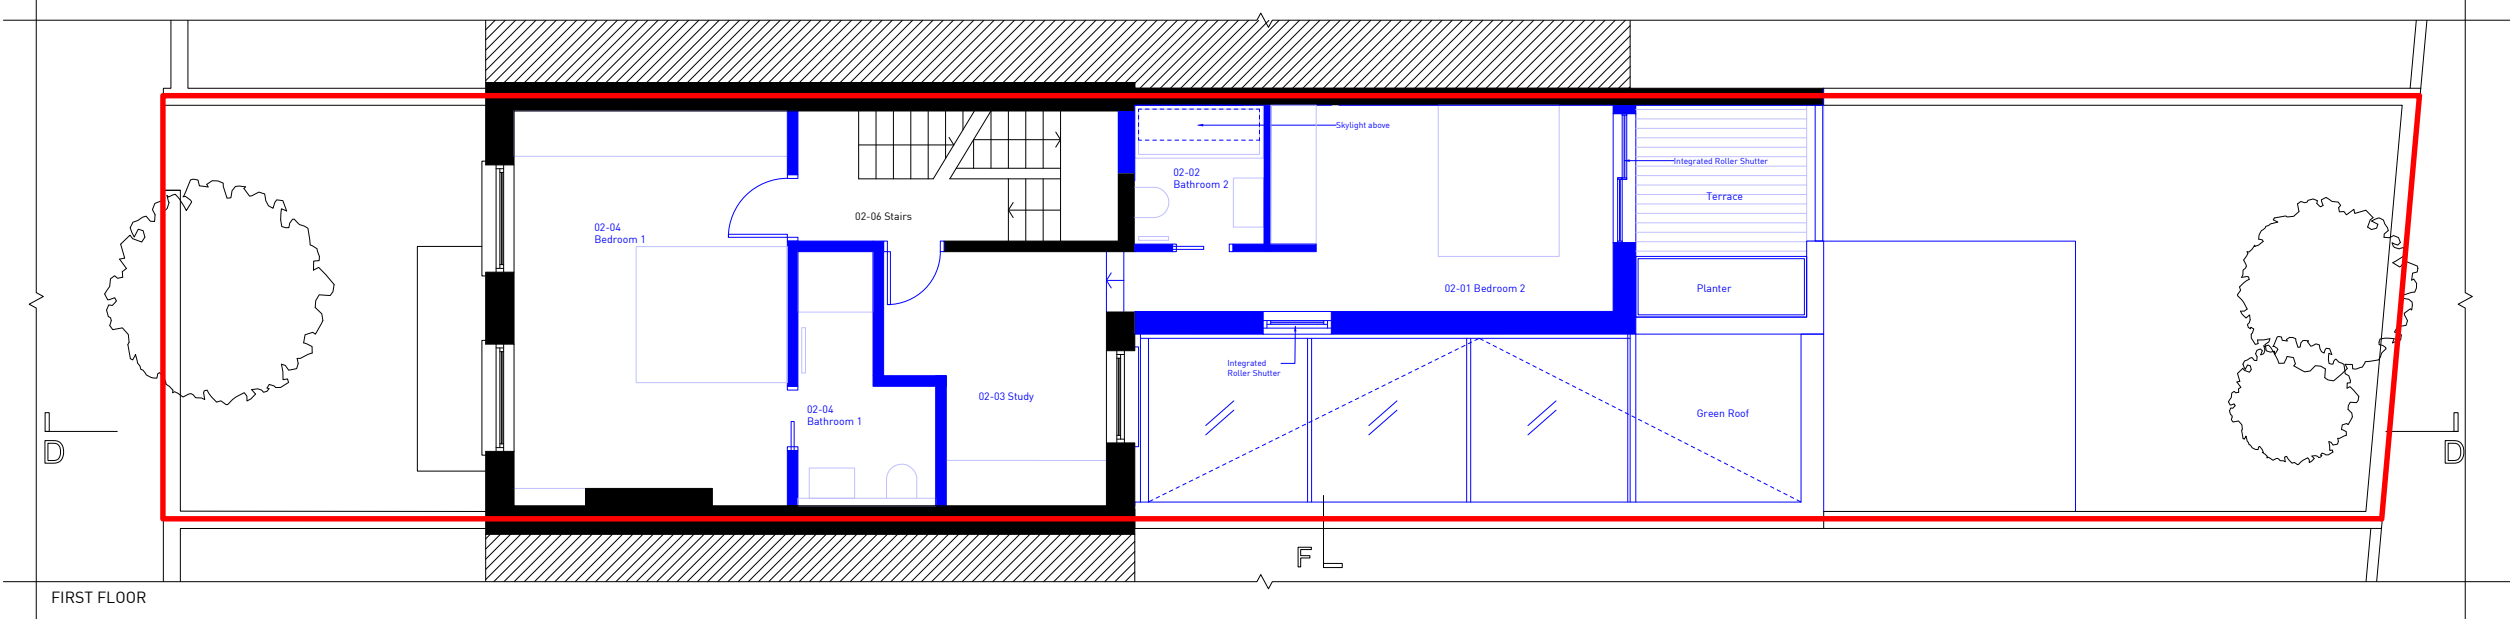 Skylight above
Integrated Roller Shutter
02-02
Bathroom 2
Terrace
02-06 Stairs
02-04
Bedroom 1
02-01 Bedroom 2
Planter
Integrated
Roller Shutter
02-03 Study
02-04
Bathroom 1
Green Roof
D
D
F
FIRST FLOOR